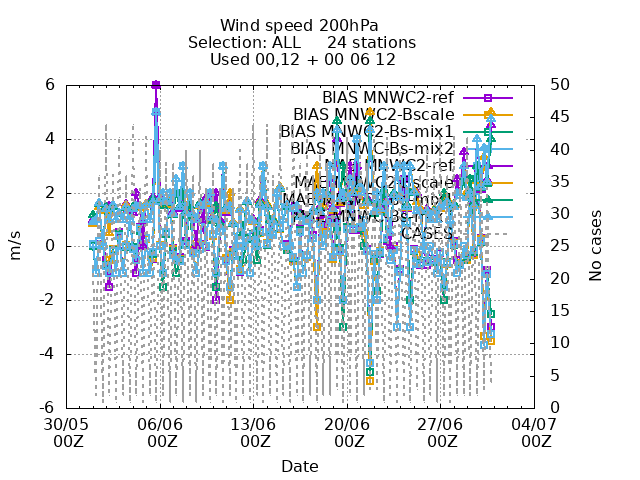 Wind speed 200hPa
Selection: ALL 24 stations
Used 00,12 + 00 06 12
BIAS MNWC2-ref
BIAS MNWC2-Bscale
BIAS MNWC2-Bs-mix1
BIAS MNWC-Bs-mix2
CASES
6
4
2
0
-2
-4
-6
m/s
50
45
40
35
30
25
20
15
10
5
0
No cases
30/05 06/06 13/06 20/06 27/06 04/07
00Z 00Z 00Z 00Z 00Z 00Z
Date